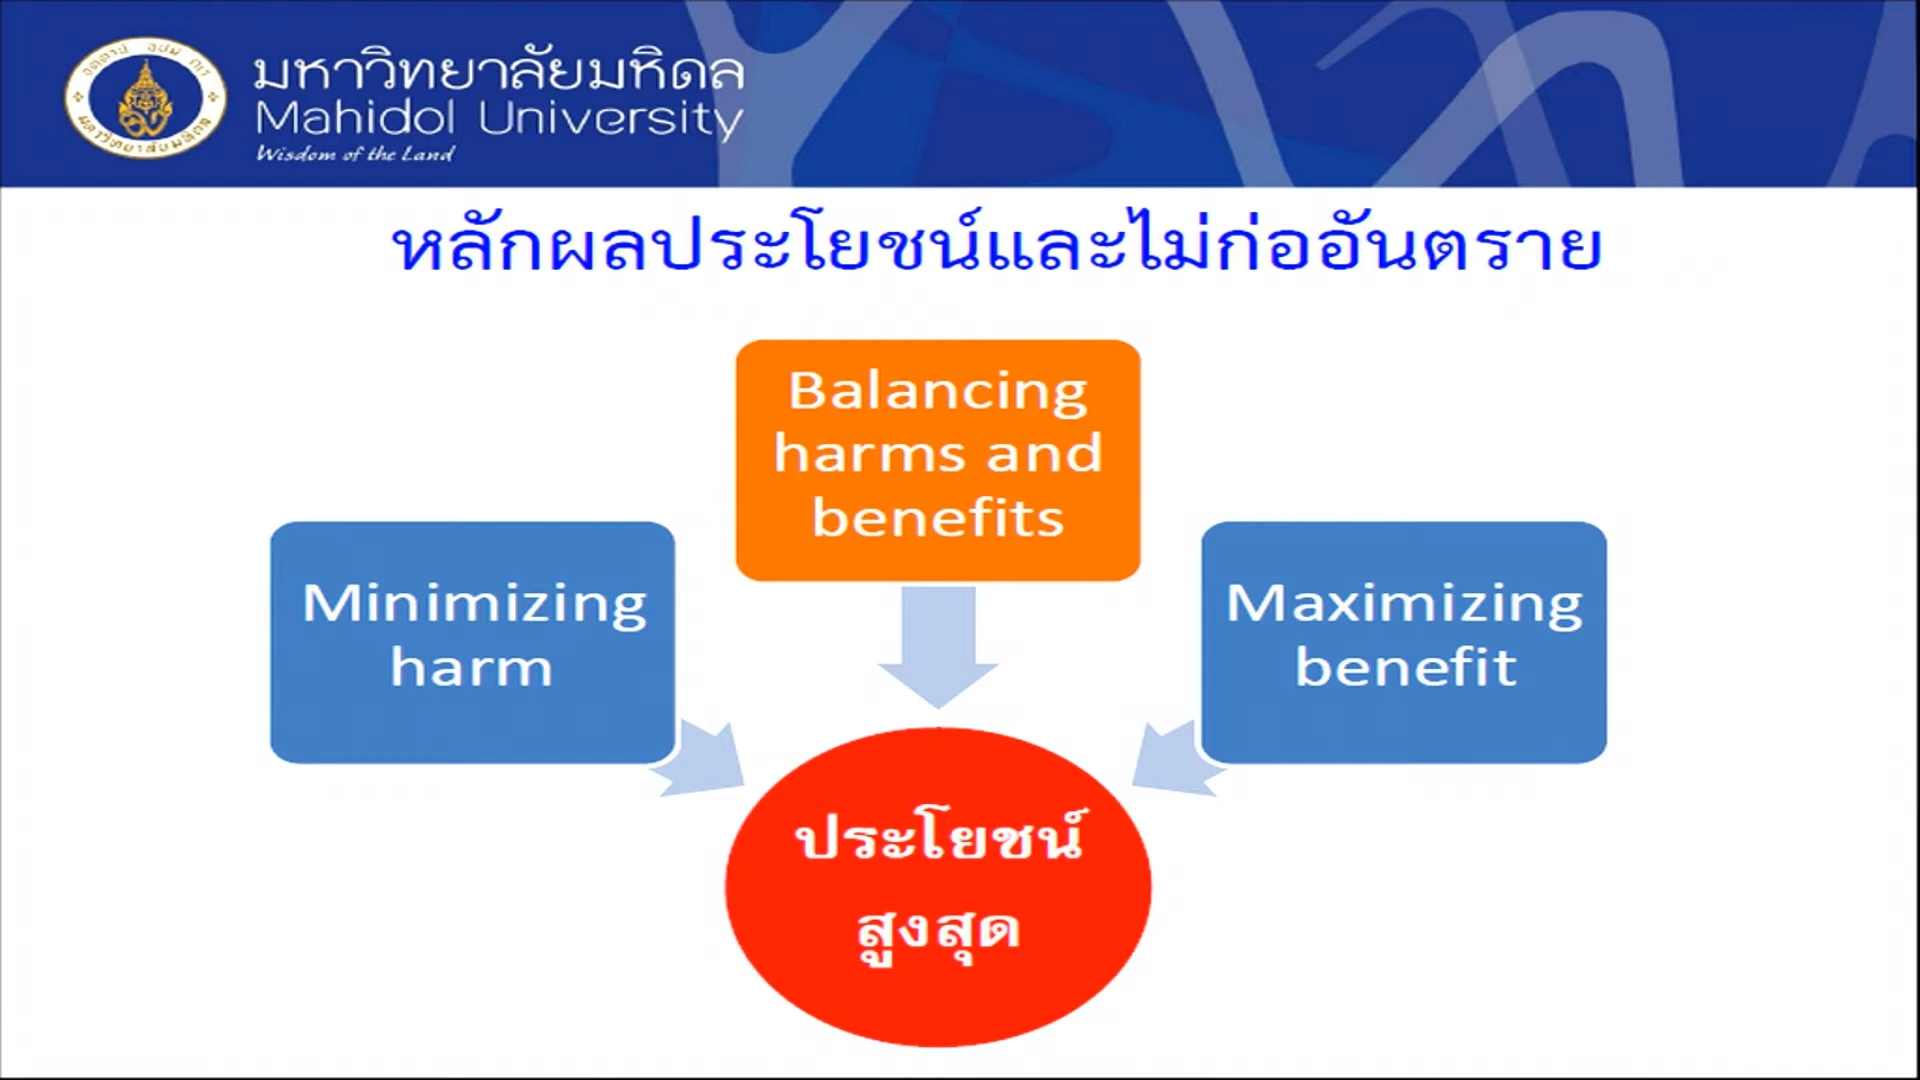 มหาวิทยาลัยมหิดล
Mahidol University
Wisdom of the Land
หลักผลประโยชน์และไม่ก่ออันตราย
Balancing
harms and
benefits
Minimizing
harm
Maximizing
benefit
ประโยชน์
สูงสุด